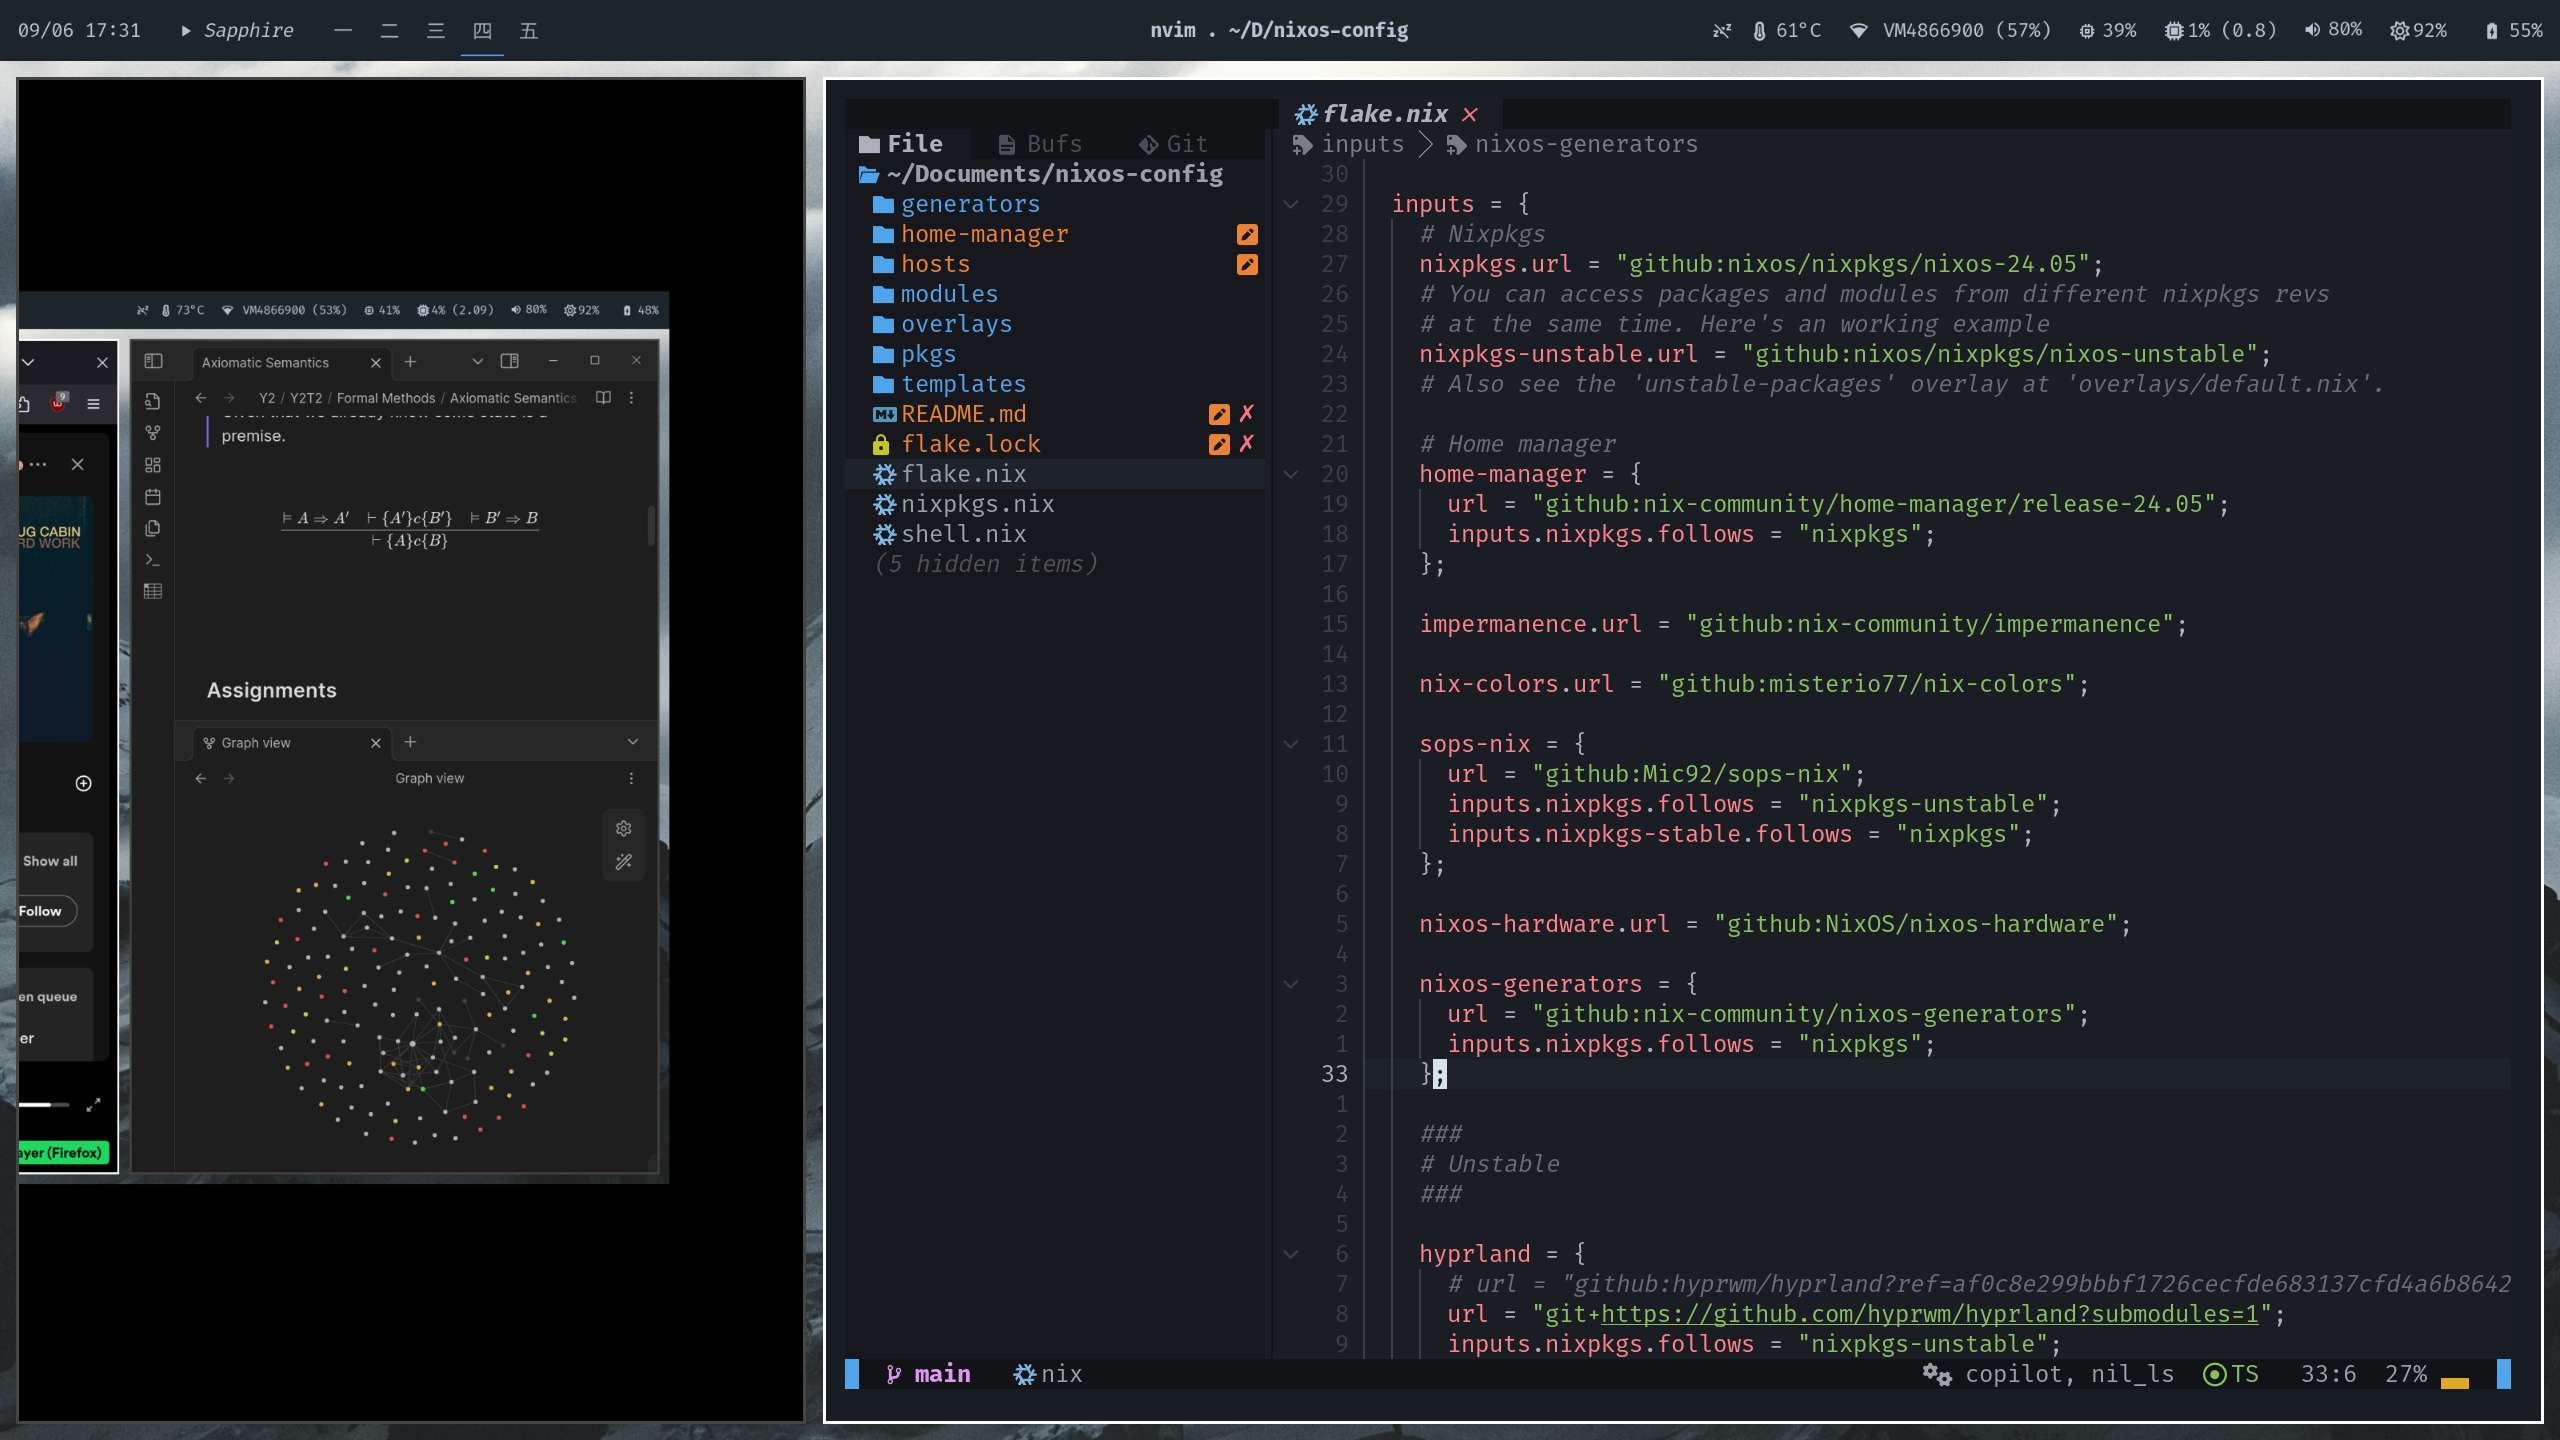 09/06 17:31 Sapphire 一 二 三 四 五
nvim . ~/D/nixos-config
61°C VM4866900 (57%) 39% 1% (0.8) 80% 92% 55%
73°C VM4866900 (53%) 41% 4% (2.09) 80% 92% 48%
Axiomatic Semantics
9
Y2 / Y2T2 / Formal Methods / Axiomatic Semantics
premise.
⊨ A ⇒ A′ ⊢ {A′}c{B′} ⊨ B′ ⇒ B
⊢ {A}c{B}
UG CABIN
RD WORK
Assignments
Graph view
Graph view
Show all
Follow
en queue
er
ayer (Firefox)
File Bufs Git
~/Documents/nixos-config
generators
home-manager
hosts
modules
overlays
pkgs
templates
README.md
flake.lock
flake.nix
nixpkgs.nix
shell.nix
(5 hidden items)
flake.nix
inputs nixos-generators
30
29 inputs = {
28 # Nixpkgs
27 nixpkgs.url = "github:nixos/nixpkgs/nixos-24.05";
26 # You can access packages and modules from different nixpkgs revs
25 # at the same time. Here's an working example
24 nixpkgs-unstable.url = "github:nixos/nixpkgs/nixos-unstable";
23 # Also see the 'unstable-packages' overlay at 'overlays/default.nix'.
22
21 # Home manager
20 home-manager = {
19 url = "github:nix-community/home-manager/release-24.05";
18 inputs.nixpkgs.follows = "nixpkgs";
17 };
16
15 impermanence.url = "github:nix-community/impermanence";
14
13 nix-colors.url = "github:misterio77/nix-colors";
12
11 sops-nix = {
10 url = "github:Mic92/sops-nix";
9 inputs.nixpkgs.follows = "nixpkgs-unstable";
8 inputs.nixpkgs-stable.follows = "nixpkgs";
7 };
6
5 nixos-hardware.url = "github:NixOS/nixos-hardware";
4
3 nixos-generators = {
2 url = "github:nix-community/nixos-generators";
1 inputs.nixpkgs.follows = "nixpkgs";
33 };
1
2 ###
3 # Unstable
4 ###
5
6 hyprland = {
7 # url = "github:hyprwm/hyprland?ref=af0c8e299bbbf1726cecfde683137cfd4a6b8642
8 url = "git+https://github.com/hyprwm/hyprland?submodules=1";
9 inputs.nixpkgs.follows = "nixpkgs-unstable";
main nix copilot, nil_ls TS 33:6 27%